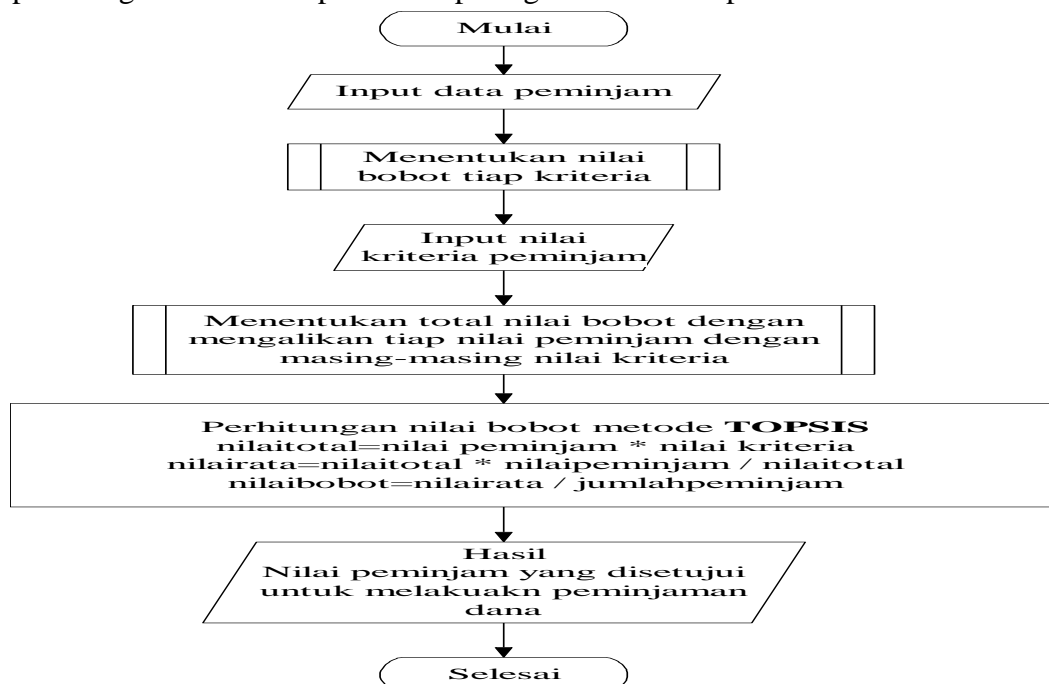 Mulai
Input data peminjam
Menentukan nilai
bobot tiap kriteria
Input nilai
kriteria peminjam
Menentukan total nilai bobot dengan
mengalikan tiap nilai peminjam dengan
masing-masing nilai kriteria
Perhitungan nilai bobot metode TOPSIS
nilaitotal=nilai peminjam * nilai kriteria
nilairata=nilaitotal * nilaipeminjam / nilaitotal
nilaibobot=nilairata / jumlahpeminjam
Hasil
Nilai peminjam yang disetujui
untuk melakuakn peminjaman
dana
Selesai